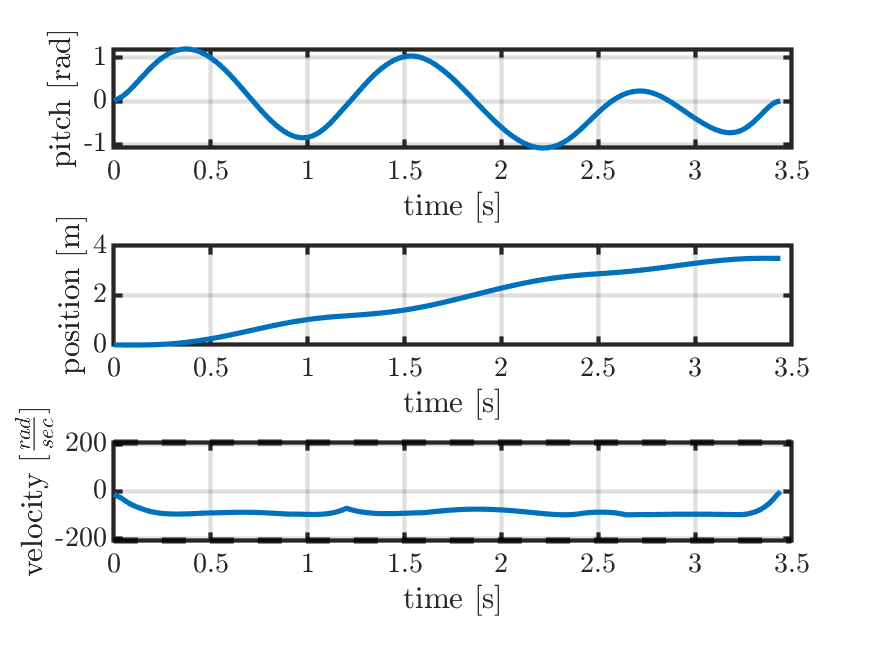 pitch [rad]
1
0
-1
0 0.5 1 1.5 2 2.5 3 3.5
time [s]
position [m]
4
2
0
0 0.5 1 1.5 2 2.5 3 3.5
time [s]
velocity [rad/sec]
200
0
-200
0 0.5 1 1.5 2 2.5 3 3.5
time [s]